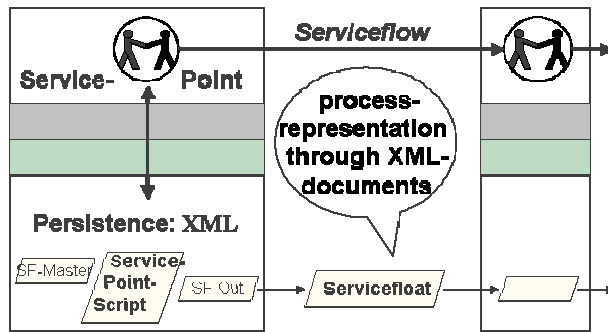 Serviceflow
Service- Point
process-
representation
through XML-
documents
Persistence: XML
SF-Master
Service-
Point-
Script
SF Out
Servicefloat